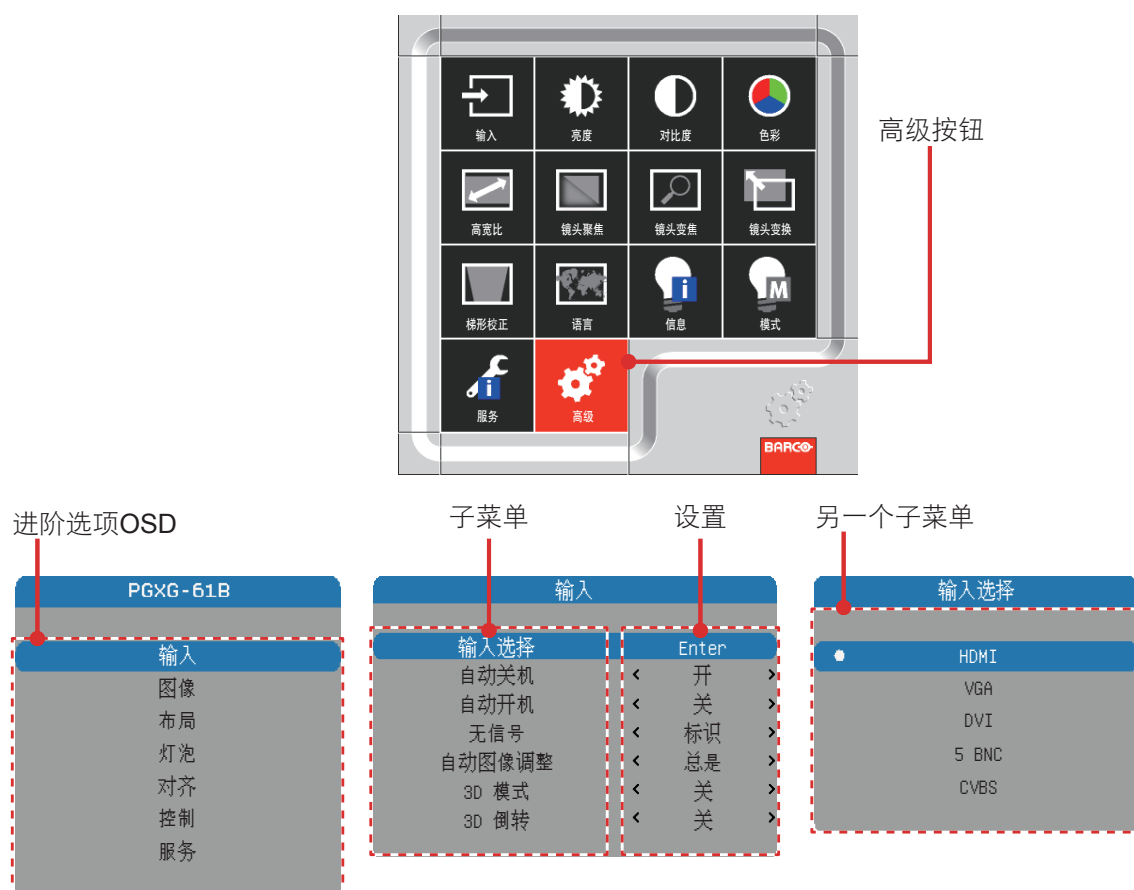 输入
亮度
对比度
色彩
高级按钮
高宽比
镜头聚焦
镜头变焦
镜头变换
梯形校正
语言
i
信息
M
模式
i
服务
高级
BARCO
进阶选项OSD
子菜单
设置
另一个子菜单
PGXG-61B
输入
图像
布局
灯泡
对齐
控制
服务
输入
输入选择 Enter
自动关机 < 开 >
自动开机 < 关 >
无信号 < 标识 >
自动图像调整 < 总是 >
3D 模式 < 关 >
3D 倒转 < 关 >
输入选择
HDMI
VGA
DVI
5 BNC
CVBS